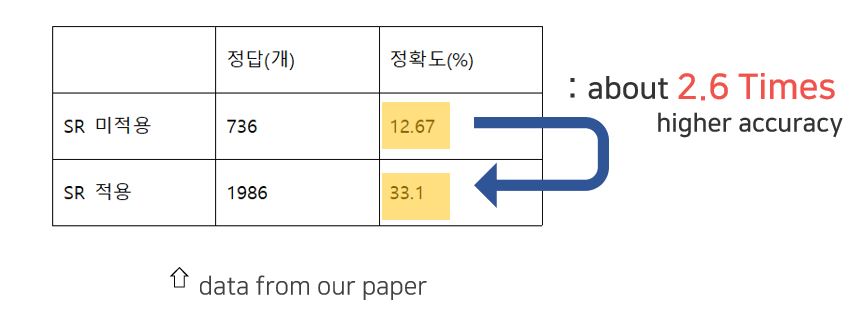 정답(개) 정확도(%)
SR 미적용 736 12.67
SR 적용 1986 33.1
: about 2.6 Times
higher accuracy
⇧ data from our paper